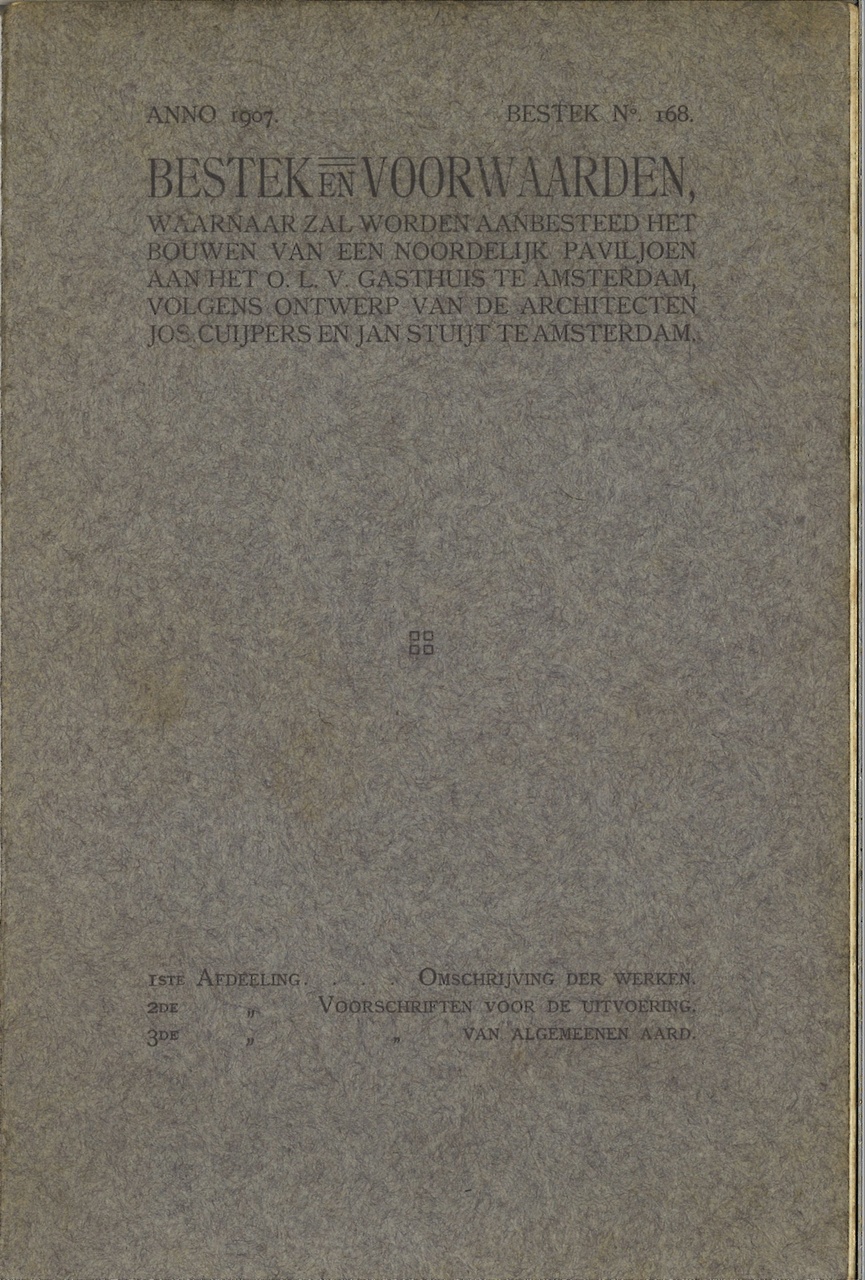 ANNO 1907. BESTEK Nº. 168.
BESTEK EN VOORWAARDEN,
WAARNAAR ZAL WORDEN AANBESTEED HET
BOUWEN VAN EEN NOORDELIJK PAVILJOEN
AAN HET O. L. V. GASTHUIS TE AMSTERDAM,
VOLGENS ONTWERP VAN DE ARCHITECTEN
JOS. CUIJPERS EN JAN STUIJT TE AMSTERDAM.
1STE AFDEELING. . . . . OMSCHRIJVING DER WERKEN.
2DE „ VOORSCHRIFTEN VOOR DE UITVOERING.
3DE „ „ VAN ALGEMEENEN AARD.